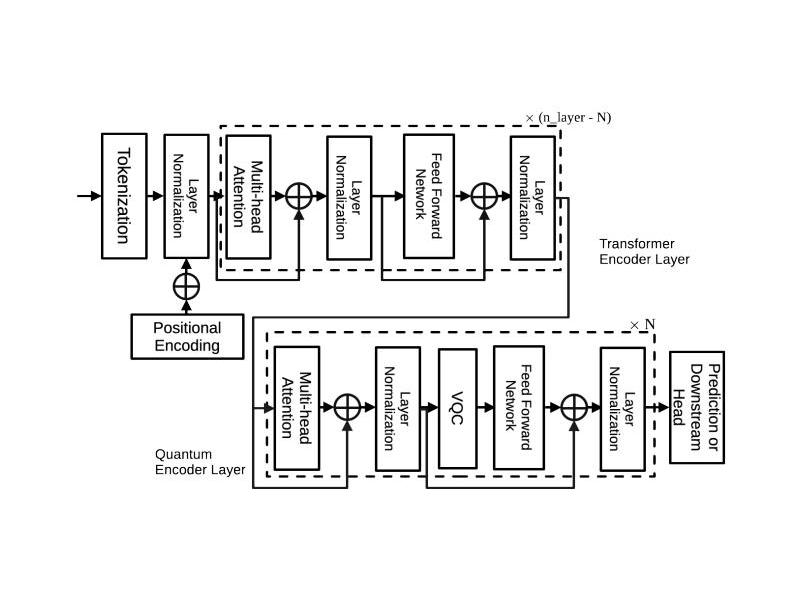 × (n_layer - N)
Tokenization
Layer
Normalization
Multi-head
Attention
Layer
Normalization
Feed Forward
Network
Layer
Normalization
Transformer
Encoder Layer
Positional
Encoding
× N
Multi-head
Attention
Layer
Normalization
VQC
Feed Forward
Network
Layer
Normalization
Prediction or
Downstream
Head
Quantum
Encoder Layer